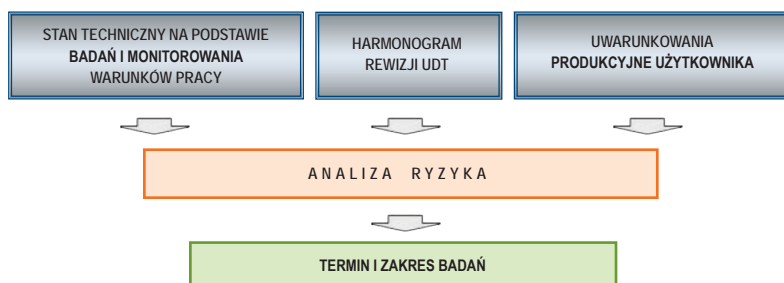 STAN TECHNICZNY NA PODSTAWIE
BADAŃ I MONITOROWANIA
WARUNKÓW PRACY
HARMONOGRAM
REWIZJI UDT
UWARUNKOWANIA
PRODUKCYJNE UŻYTKOWNIKA
ANALIZA RYZYKA
TERMIN I ZAKRES BADAŃ